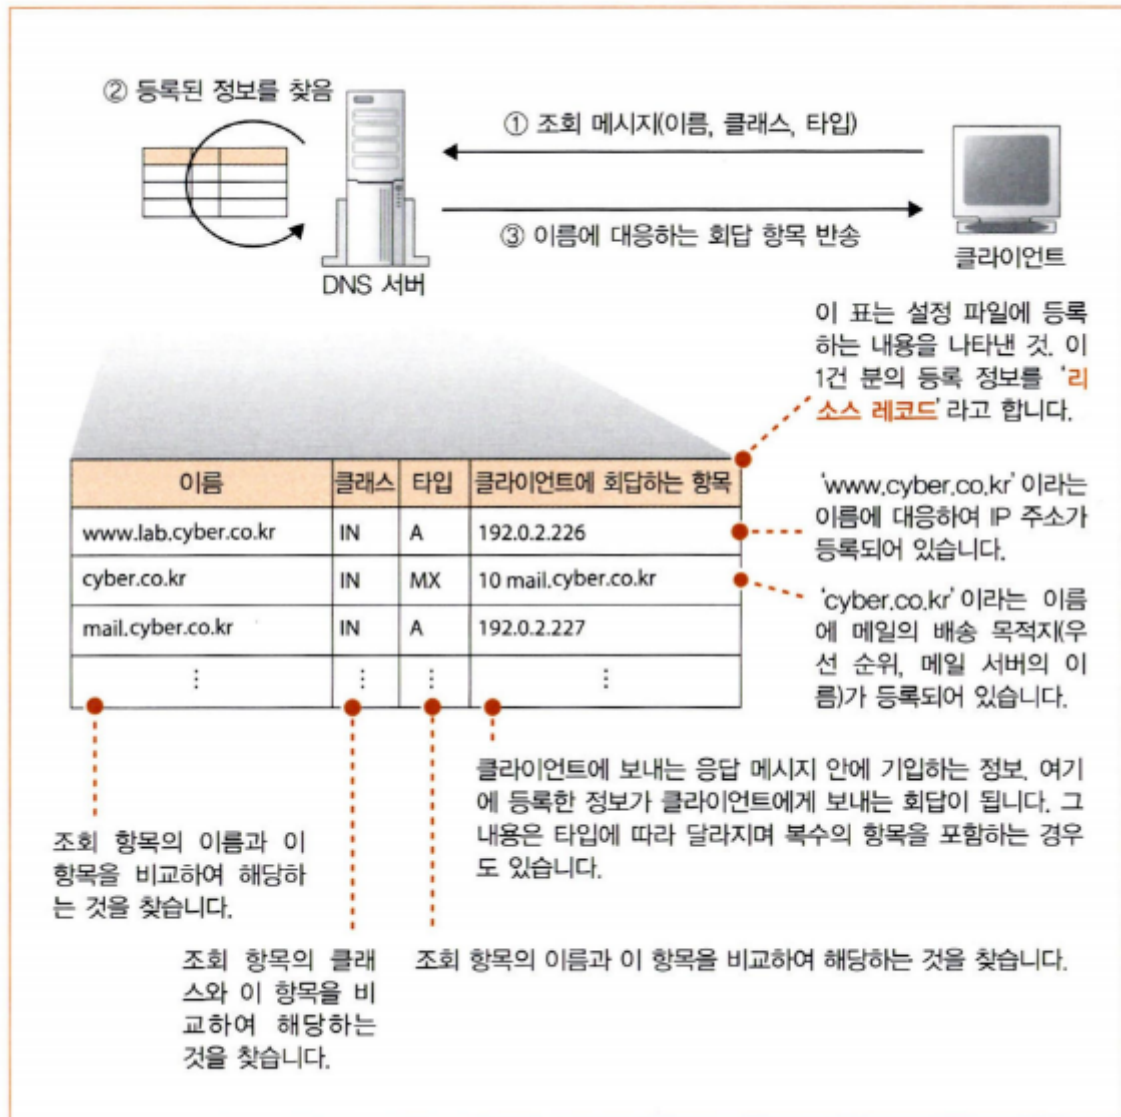 ② 등록된 정보를 찾음
① 조회 메시지(이름, 클래스, 타입)
③ 이름에 대응하는 회답 항목 반송
DNS 서버
클라이언트
이 표는 설정 파일에 등록
하는 내용을 나타낸 것. 이
1건 분의 등록 정보를 '리
소스 레코드'라고 합니다.
이름 클래스 타입 클라이언트에 회답하는 항목
www.lab.cyber.co.kr IN A 192.0.2.226
cyber.co.kr IN MX 10 mail.cyber.co.kr
mail.cyber.co.kr IN A 192.0.2.227
⋮ ⋮ ⋮ ⋮
'www.cyber.co.kr'이라는
이름에 대응하여 IP 주소가
등록되어 있습니다.
'cyber.co.kr'이라는 이름
에 메일의 배송 목적지(우
선 순위, 메일 서버의 이
름)가 등록되어 있습니다.
클라이언트에 보내는 응답 메시지 안에 기입하는 정보. 여기
에 등록한 정보가 클라이언트에게 보내는 회답이 됩니다. 그
내용은 타입에 따라 달라지며 복수의 항목을 포함하는 경우
도 있습니다.
조회 항목의 이름과 이
항목을 비교하여 해당하
는 것을 찾습니다.
조회 항목의 클래
스와 이 항목을 비
교하여 해당하는
것을 찾습니다.
조회 항목의 이름과 이 항목을 비교하여 해당하는 것을 찾습니다.